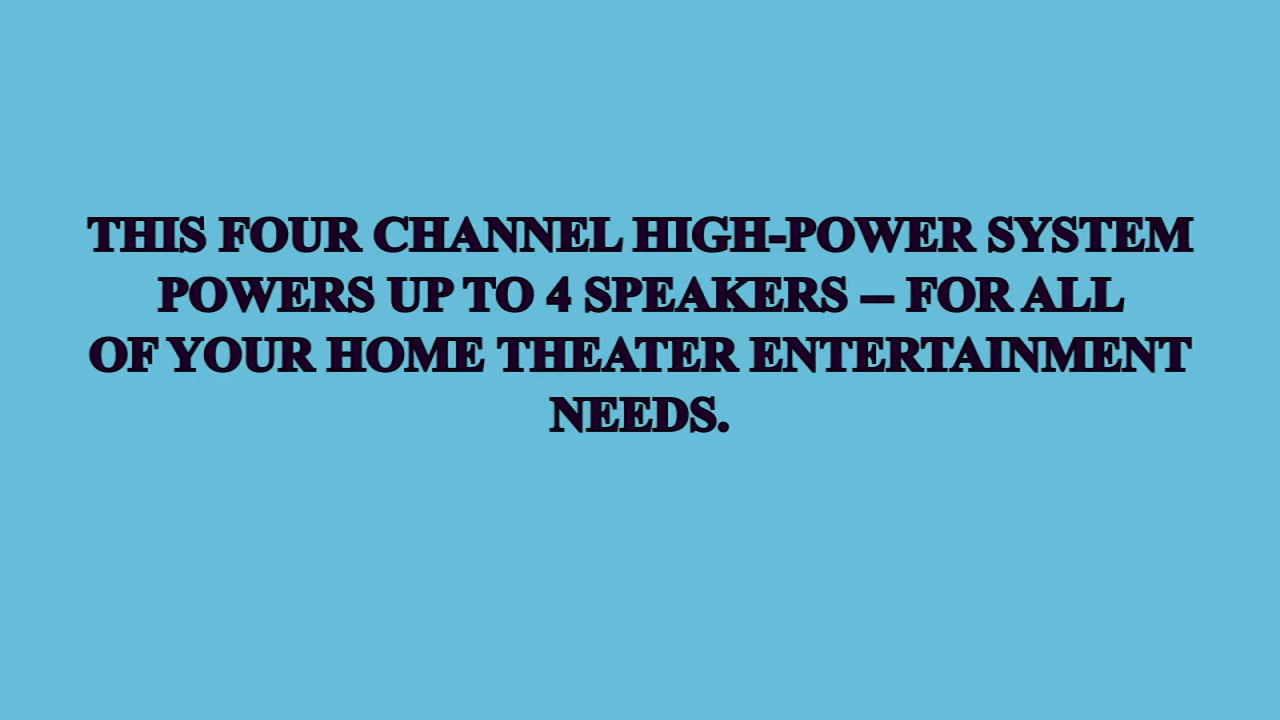 THIS FOUR CHANNEL HIGH-POWER SYSTEM
POWERS UP TO 4 SPEAKERS — FOR ALL
OF YOUR HOME THEATER ENTERTAINMENT
NEEDS.